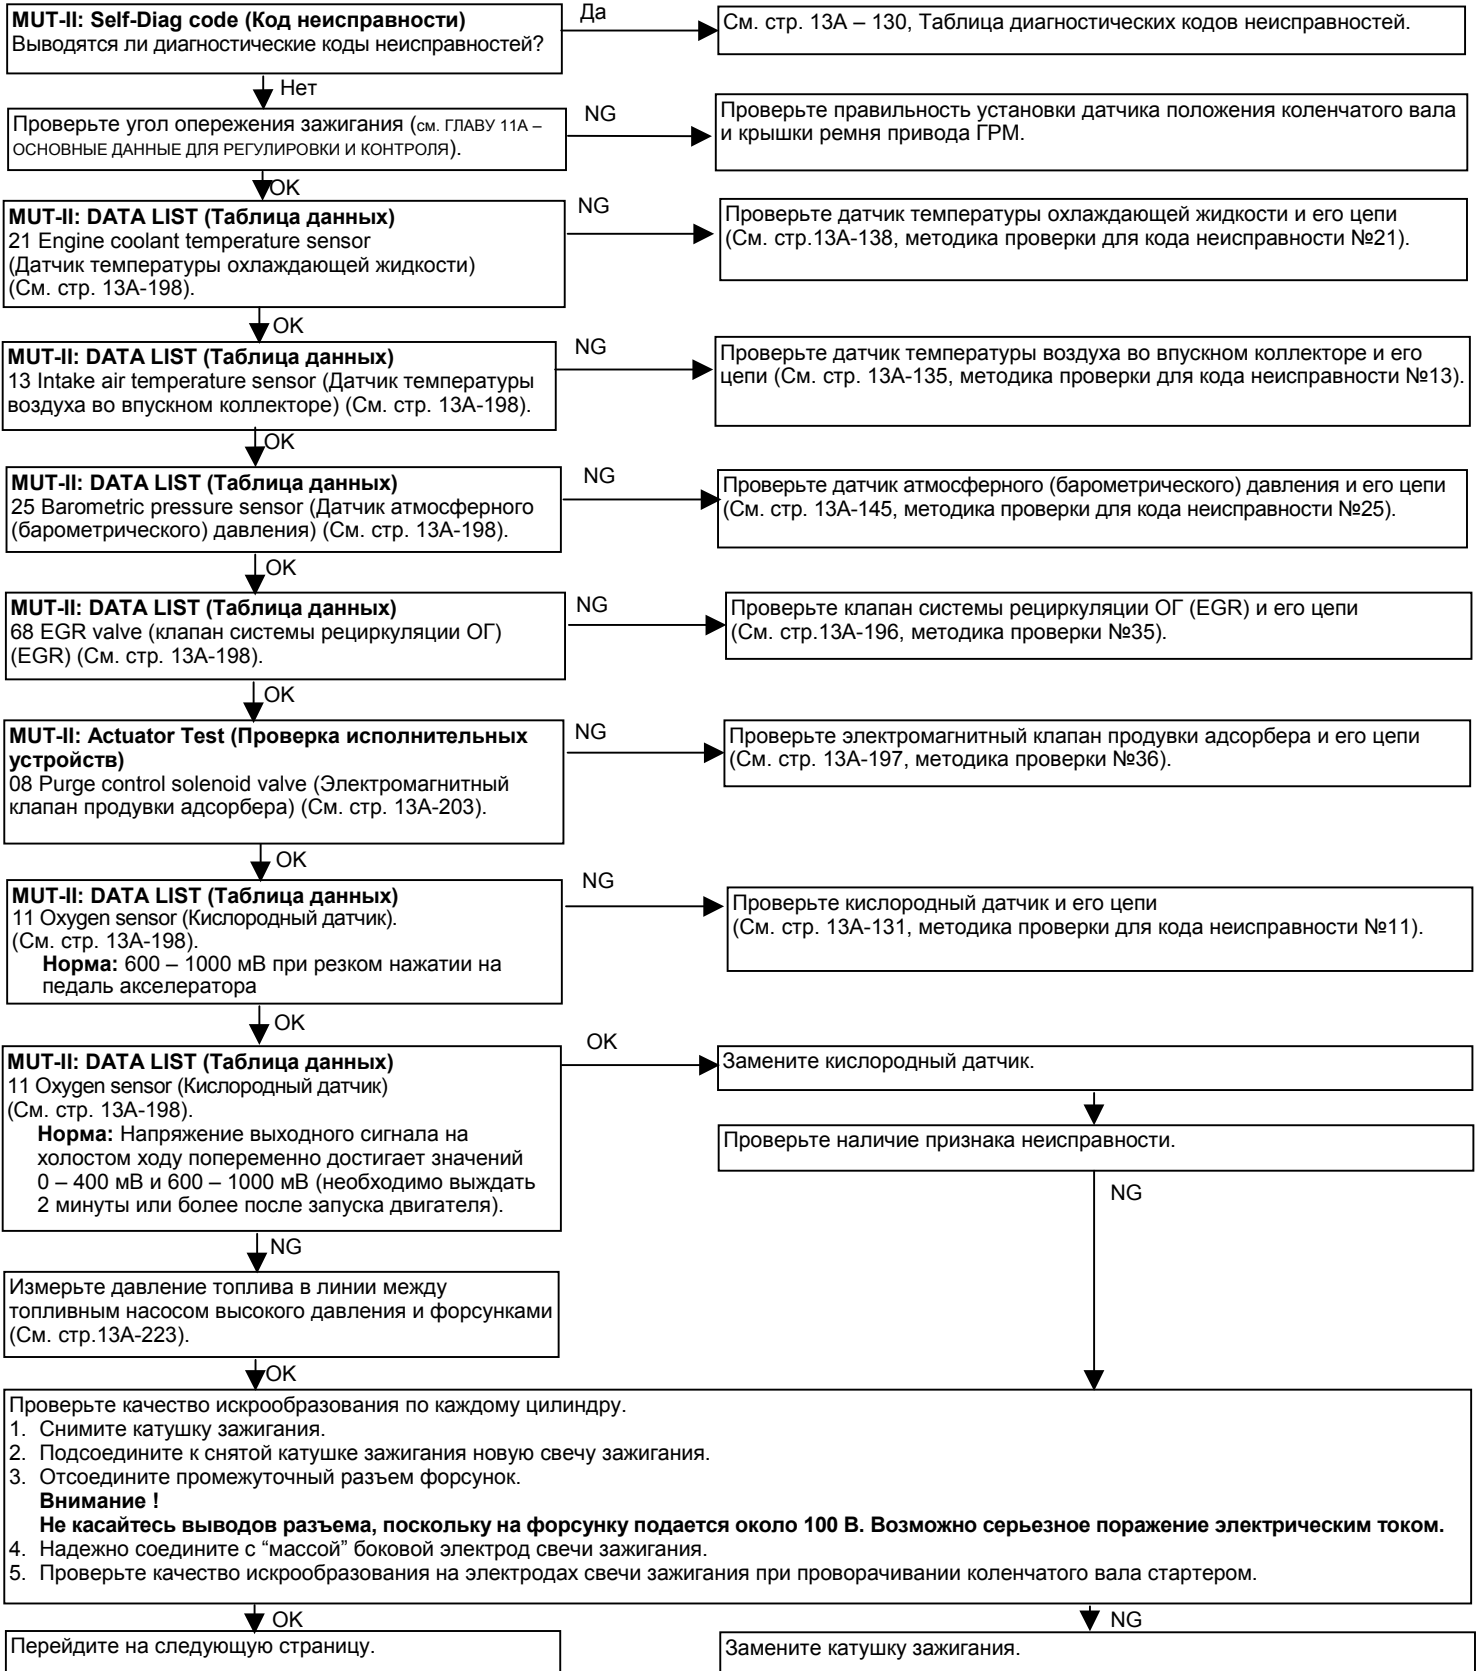 MUT-II: Self-Diag code (Код неисправности)
Выводятся ли диагностические коды неисправностей?
Да
См. стр. 13А – 130, Таблица диагностических кодов неисправностей.
Нет
Проверьте угол опережения зажигания (см. ГЛАВУ 11А –
ОСНОВНЫЕ ДАННЫЕ ДЛЯ РЕГУЛИРОВКИ И КОНТРОЛЯ).
NG
Проверьте правильность установки датчика положения коленчатого вала
и крышки ремня привода ГРМ.
OK
MUT-II: DATA LIST (Таблица данных)
21 Engine coolant temperature sensor
(Датчик температуры охлаждающей жидкости)
(См. стр. 13А-198).
NG
Проверьте датчик температуры охлаждающей жидкости и его цепи
(См. стр.13А-138, методика проверки для кода неисправности №21).
OK
MUT-II: DATA LIST (Таблица данных)
13 Intake air temperature sensor (Датчик температуры
воздуха во впускном коллекторе) (См. стр. 13А-198).
NG
Проверьте датчик температуры воздуха во впускном коллекторе и его
цепи (См. стр. 13А-135, методика проверки для кода неисправности №13).
OK
MUT-II: DATA LIST (Таблица данных)
25 Barometric pressure sensor (Датчик атмосферного
(барометрического) давления) (См. стр. 13А-198).
NG
Проверьте датчик атмосферного (барометрического) давления и его цепи
(См. стр. 13А-145, методика проверки для кода неисправности №25).
OK
MUT-II: DATA LIST (Таблица данных)
68 EGR valve (клапан системы рециркуляции ОГ)
(EGR) (См. стр. 13А-198).
NG
Проверьте клапан системы рециркуляции ОГ (EGR) и его цепи
(См. стр.13А-196, методика проверки №35).
OK
MUT-II: Actuator Test (Проверка исполнительных
устройств)
08 Purge control solenoid valve (Электромагнитный
клапан продувки адсорбера) (См. стр. 13А-203).
NG
Проверьте электромагнитный клапан продувки адсорбера и его цепи
(См. стр. 13А-197, методика проверки №36).
OK
MUT-II: DATA LIST (Таблица данных)
11 Oxygen sensor (Кислородный датчик).
(См. стр. 13А-198).
Норма: 600 – 1000 мВ при резком нажатии на
педаль акселератора
NG
Проверьте кислородный датчик и его цепи
(См. стр. 13А-131, методика проверки для кода неисправности №11).
OK
MUT-II: DATA LIST (Таблица данных)
11 Oxygen sensor (Кислородный датчик)
(См. стр. 13А-198).
Норма: Напряжение выходного сигнала на
холостом ходу попеременно достигает значений
0 – 400 мВ и 600 – 1000 мВ (необходимо выждать
2 минуты или более после запуска двигателя).
OK
Замените кислородный датчик.
Проверьте наличие признака неисправности.
NG
NG
Измерьте давление топлива в линии между
топливным насосом высокого давления и форсунками
(См. стр.13А-223).
OK
Проверьте качество искрообразования по каждому цилиндру.
1. Снимите катушку зажигания.
2. Подсоедините к снятой катушке зажигания новую свечу зажигания.
3. Отсоедините промежуточный разъем форсунок.
Внимание !
Не касайтесь выводов разъема, поскольку на форсунку подается около 100 В. Возможно серьезное поражение электрическим током.
4. Надежно соедините с “массой” боковой электрод свечи зажигания.
5. Проверьте качество искрообразования на электродах свечи зажигания при проворачивании коленчатого вала стартером.
OK
NG
Перейдите на следующую страницу.
Замените катушку зажигания.